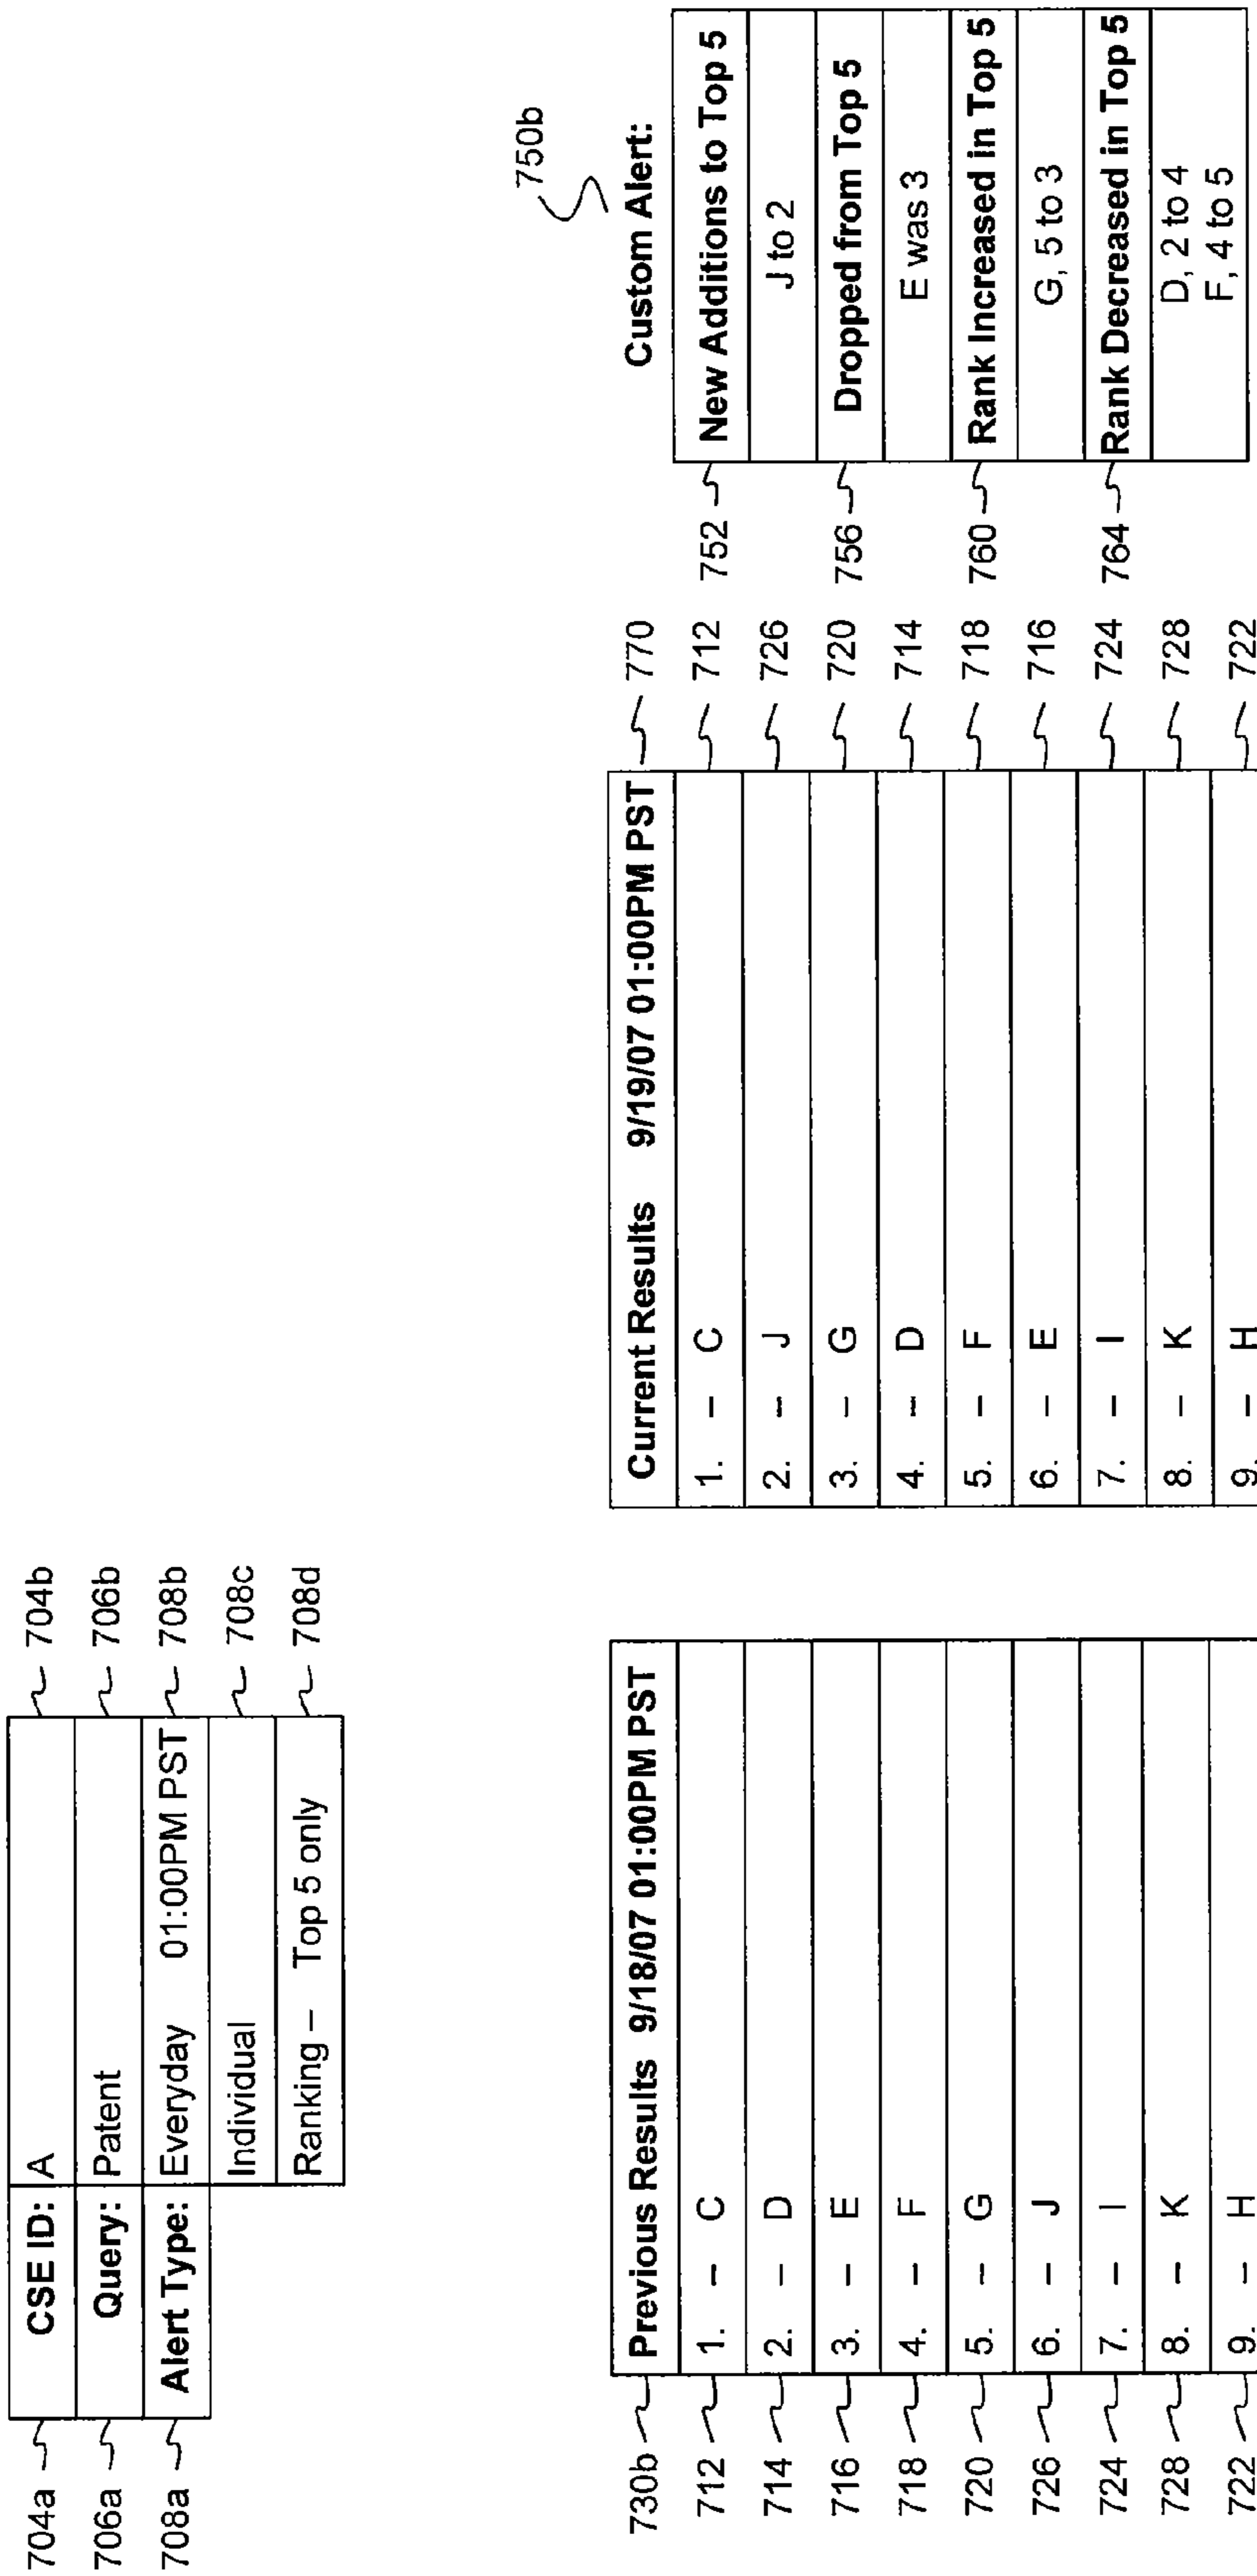 704a CSE ID: A 704b
706a Query: Patent 706b
708a Alert Type: Everyday 01:00PM PST 708b
Individual 708c
Ranking – Top 5 only 708d
730b Previous Results 9/18/07 01:00PM PST
712 1. – C
714 2. – D
716 3. – E
718 4. – F
720 5. – G
726 6. – J
724 7. – I
728 8. – K
722 9. – H
Current Results 9/19/07 01:00PM PST 770
1. – C 712
2. – J 726
3. – G 720
4. – D 714
5. – F 718
6. – E 716
7. – I 724
8. – K 728
9. – H 722
750b
Custom Alert:
752 New Additions to Top 5
J to 2
756 Dropped from Top 5
E was 3
760 Rank Increased in Top 5
G, 5 to 3
764 Rank Decreased in Top 5
D, 2 to 4
F, 4 to 5